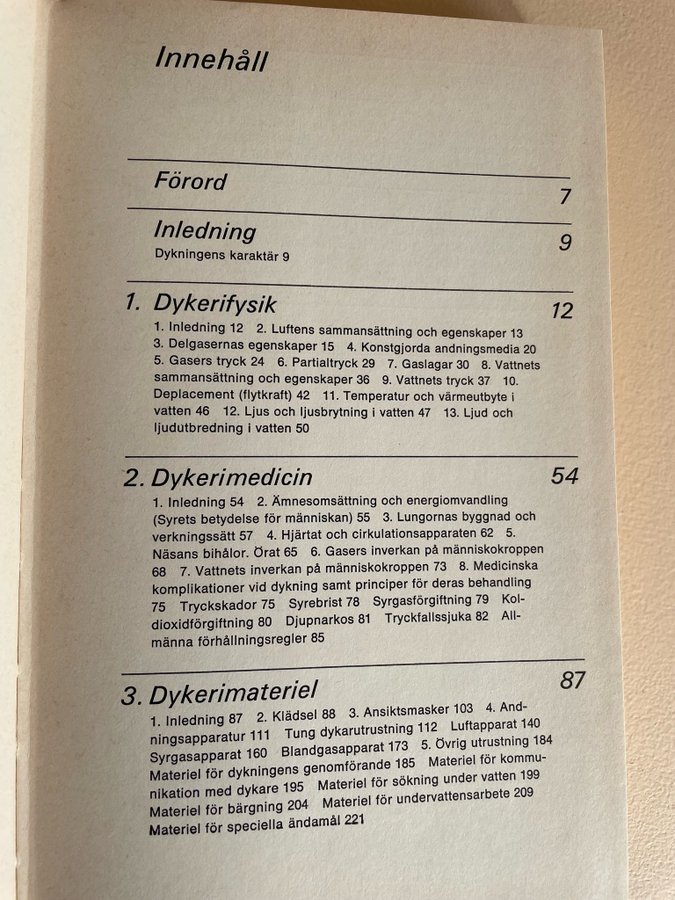 Innehåll
Förord 7
Inledning 9
Dykningens karaktär 9
1. Dykerifysik 12
1. Inledning 12 2. Luftens sammansättning och egenskaper 13
3. Delgasernas egenskaper 15 4. Konstgjorda andningsmedia 20
5. Gasers tryck 24 6. Partialtryck 29 7. Gaslagar 30 8. Vattnets
sammansättning och egenskaper 36 9. Vattnets tryck 37 10.
Deplacement (flytkraft) 42 11. Temperatur och värmeutbyte i
vatten 46 12. Ljus och ljusbrytning i vatten 47 13. Ljud och
ljudutbredning i vatten 50
2. Dykerimedicin 54
1. Inledning 54 2. Ämnesomsättning och energiomvandling
(Syrets betydelse för människan) 55 3. Lungornas byggnad och
verkningssätt 57 4. Hjärtat och cirkulationsapparaten 62 5.
Näsans bihålor. Örat 65 6. Gasers inverkan på människokroppen
68 7. Vattnets inverkan på människokroppen 73 8. Medicinska
komplikationer vid dykning samt principer för deras behandling
75 Tryckskador 75 Syrebrist 78 Syrgasförgiftning 79 Kol-
dioxidförgiftning 80 Djupnarkos 81 Tryckfallssjuka 82 All-
männa förhållningsregler 85
3. Dykerimateriel 87
1. Inledning 87 2. Klädsel 88 3. Ansiktsmasker 103 4. And-
ningsapparatur 111 Tung dykarutrustning 112 Luftapparat 140
Syrgasapparat 160 Blandgasapparat 173 5. Övrig utrustning 184
Materiel för dykningens genomförande 185 Materiel för kommu-
nikation med dykare 195 Materiel för sökning under vatten 199
Materiel för bärgning 204 Materiel för undervattensarbete 209
Materiel för speciella ändamål 221